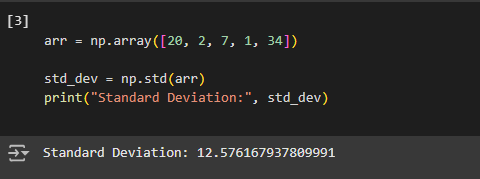 [3]
arr = np.array([20, 2, 7, 1, 34])
std_dev = np.std(arr)
print("Standard Deviation:", std_dev)
Standard Deviation: 12.576167937809991